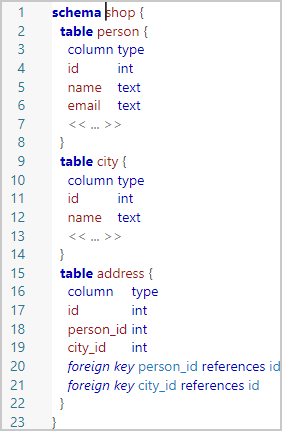 1 schema shop {
2 table person {
3 column type
4 id int
5 name text
6 email text
7 << ... >>
8 }
9 table city {
10 column type
11 id int
12 name text
13 << ... >>
14 }
15 table address {
16 column type
17 id int
18 person_id int
19 city_id int
20 foreign key person_id references id
21 foreign key city_id references id
22 }
23 }